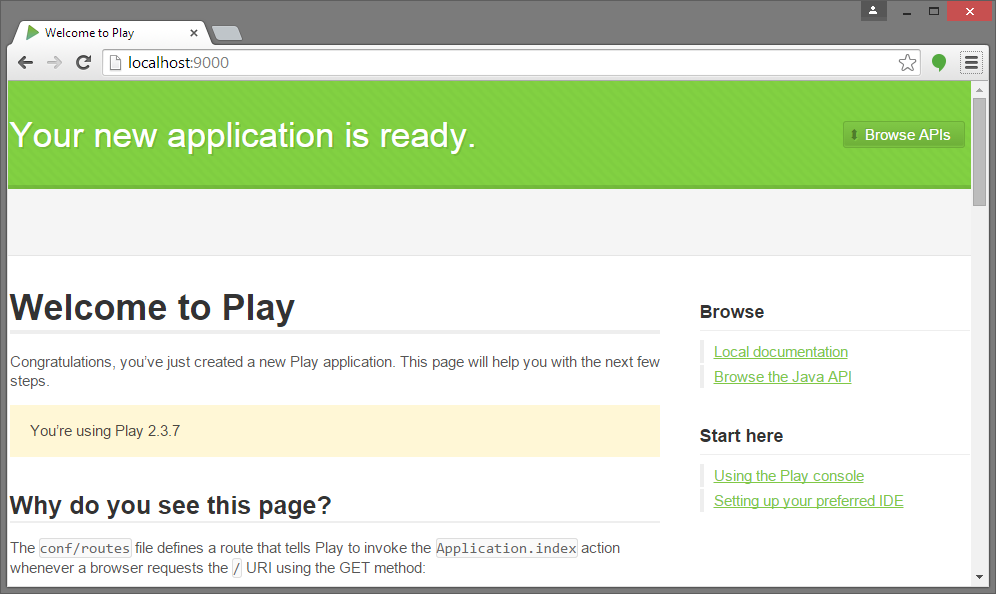 Welcome to Play
localhost:9000
Your new application is ready.
Browse APIs
Welcome to Play
Congratulations, you’ve just created a new Play application. This page will help you with the next few
steps.
You’re using Play 2.3.7
Why do you see this page?
The conf/routes file defines a route that tells Play to invoke the Application.index action
whenever a browser requests the / URI using the GET method:
Browse
Local documentation
Browse the Java API
Start here
Using the Play console
Setting up your preferred IDE